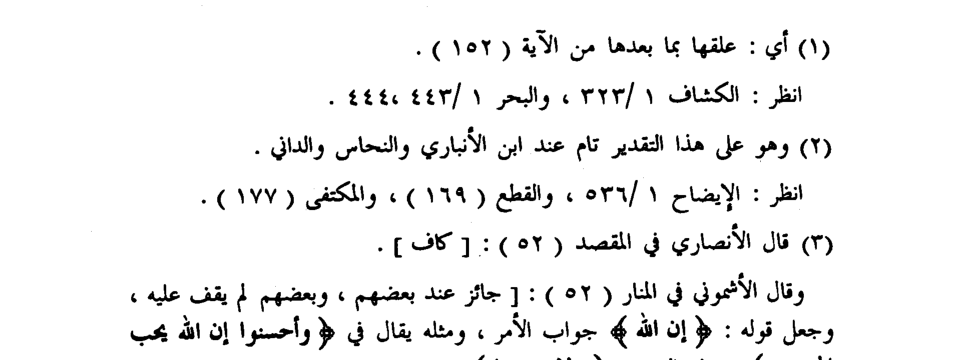 (١) أي : علقها بما بعدها من الآية ( ١٥٢ ) .
انظر : الكشاف ١ /٣٢٣ ، والبحر ١ /٤٤٣ ،٤٤٤ .
(٢) وهو على هذا التقدير تام عند ابن الأنباري والنحاس والداني .
انظر : الإيضاح ١ /٥٣٦ ، والقطع ( ١٦٩ ) ، والمكتفى ( ١٧٧ ) .
(٣) قال الأنصاري في المقصد ( ٥٢ ) : [ كاف ] .
وقال الأشموني في المنار ( ٥٢ ) : [ جائز عند بعضهم ، وبعضهم لم يقف عليه ،
وجعل قوله : ﴿ إن الله ﴾ جواب الأمر ، ومثله يقال في ﴿ وأحسنوا إن الله يحب